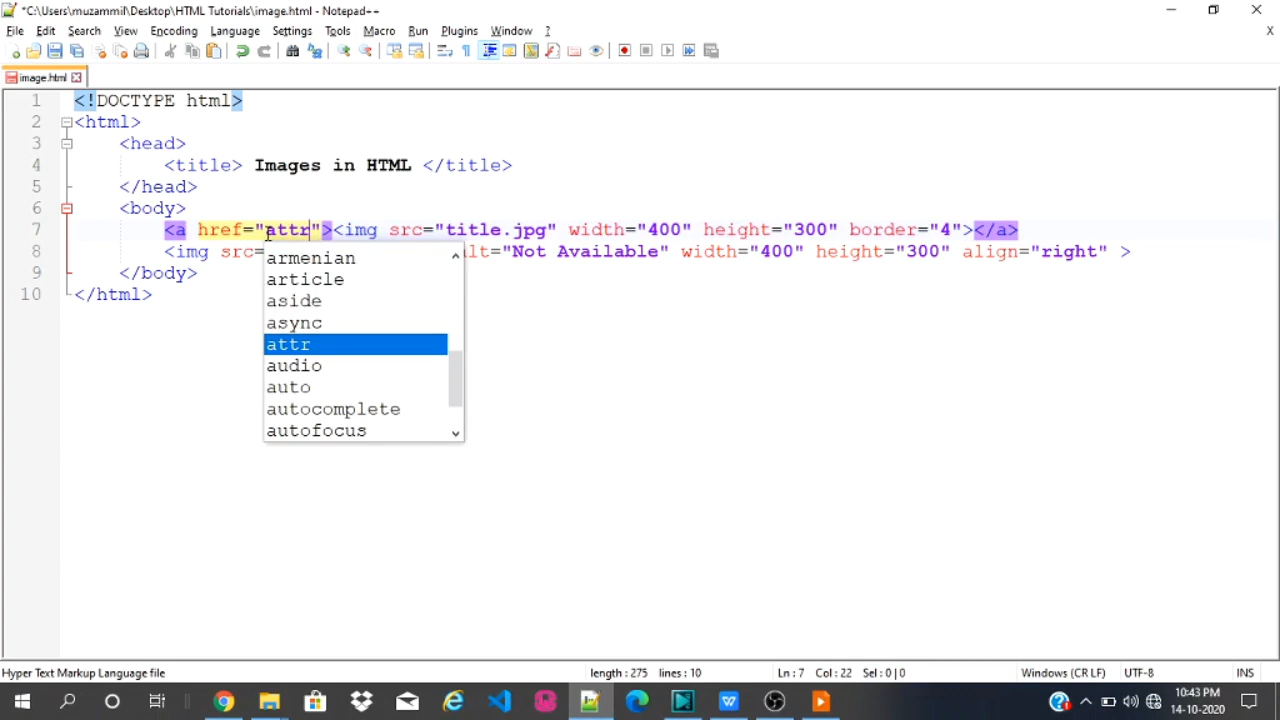 *C:\Users\muzammil\Desktop\HTML Tutorials\image.html - Notepad++
File Edit Search View Encoding Language Settings Tools Macro Run Plugins Window ? X
image.html
1 <!DOCTYPE html>
2 <html>
3 <head>
4 <title> Images in HTML </title>
5 </head>
6 <body>
7 <a href="attr"><img src="title.jpg" width="400" height="300" border="4"></a>
8 <img src= alt="Not Available" width="400" height="300" align="right" >
9 </body>
10 </html>
armenian
article
aside
async
attr
audio
auto
autocomplete
autofocus
Hyper Text Markup Language file length : 275 lines : 10 Ln : 7 Col : 22 Sel : 0 | 0 Windows (CR LF) UTF-8 INS
10:43 PM
14-10-2020